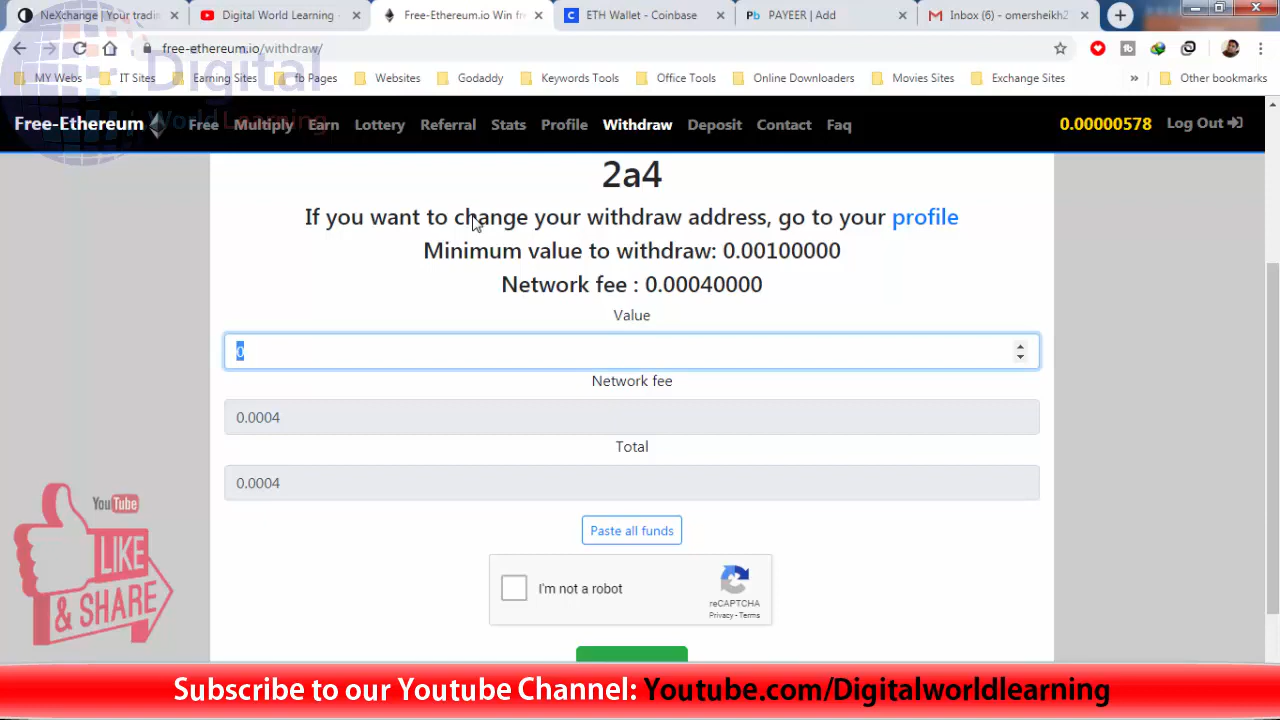 NeXchange | Your tradin
Digital World Learning -
Free-Ethereum.io Win fr
ETH Wallet - Coinbase
PAYEER | Add
Inbox (6) - omersheikh2
free-ethereum.io/withdraw/
MY Webs
IT Sites
Earning Sites
fb Pages
Websites
Godaddy
Keywords Tools
Office Tools
Online Downloaders
Movies Sites
Exchange Sites
»
Other bookmarks
Digital
World Learning
Free-Ethereum
Free
Multiply
Earn
Lottery
Referral
Stats
Profile
Withdraw
Deposit
Contact
Faq
0.00000578
Log Out
2a4
If you want to change your withdraw address, go to your profile
Minimum value to withdraw: 0.00100000
Network fee : 0.00040000
Value
0
Network fee
0.0004
Total
0.0004
Paste all funds
I'm not a robot
reCAPTCHA
Privacy - Terms
YouTube
LIKE
& SHARE
Subscribe to our Youtube Channel: Youtube.com/Digitalworldlearning